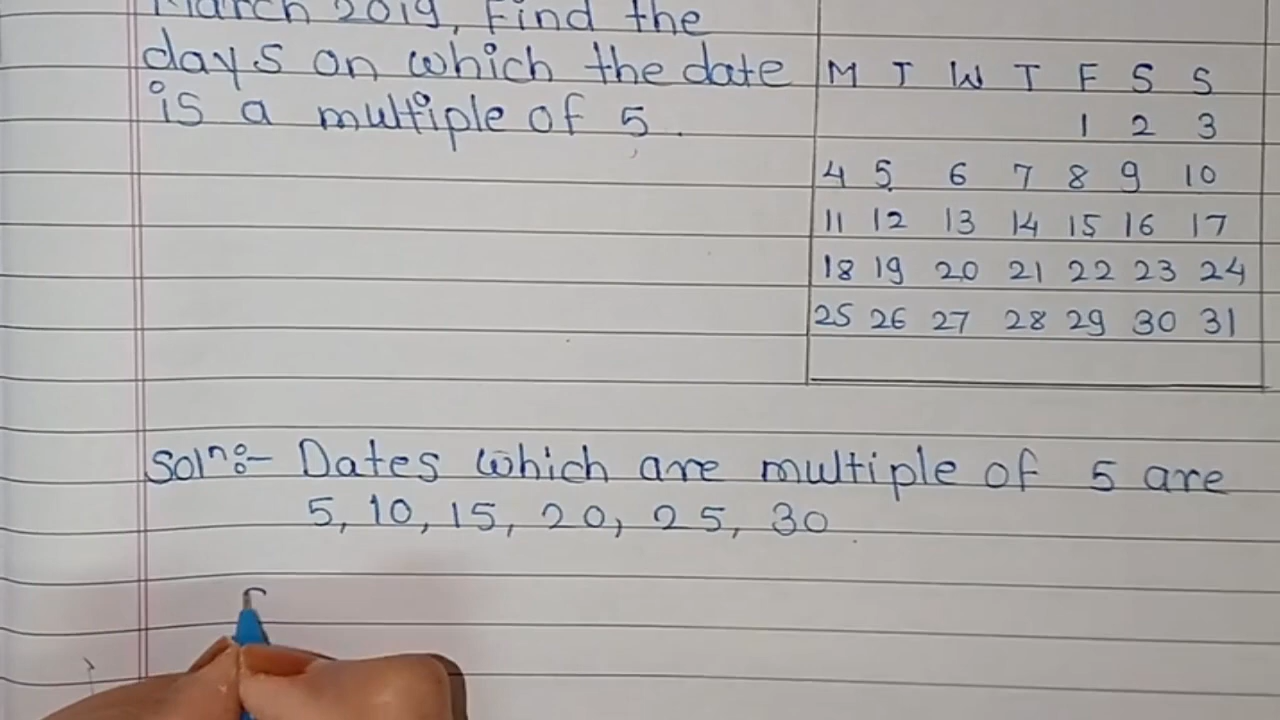 March 2019, Find the
days on which the date
is a multiple of 5.
M T W T F S S
1 2 3
4 5 6 7 8 9 10
11 12 13 14 15 16 17
18 19 20 21 22 23 24
25 26 27 28 29 30 31
Solⁿ:- Dates which are multiple of 5 are
5, 10, 15, 20, 25, 30